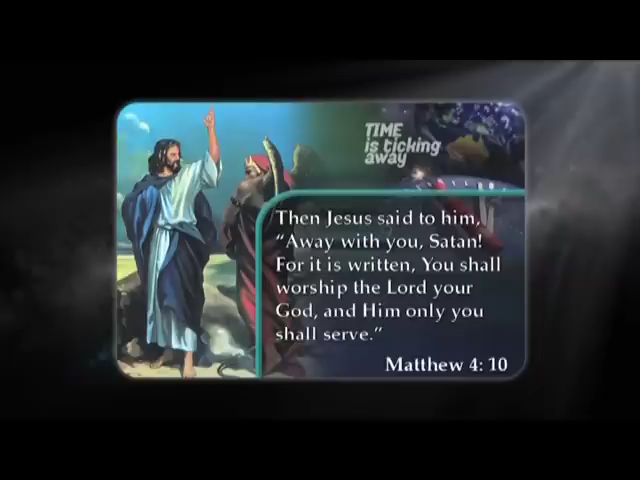 TIME
is ticking
away
Then Jesus said to him,
“Away with you, Satan!
For it is written, You shall
worship the Lord your
God, and Him only you
shall serve.”
Matthew 4: 10